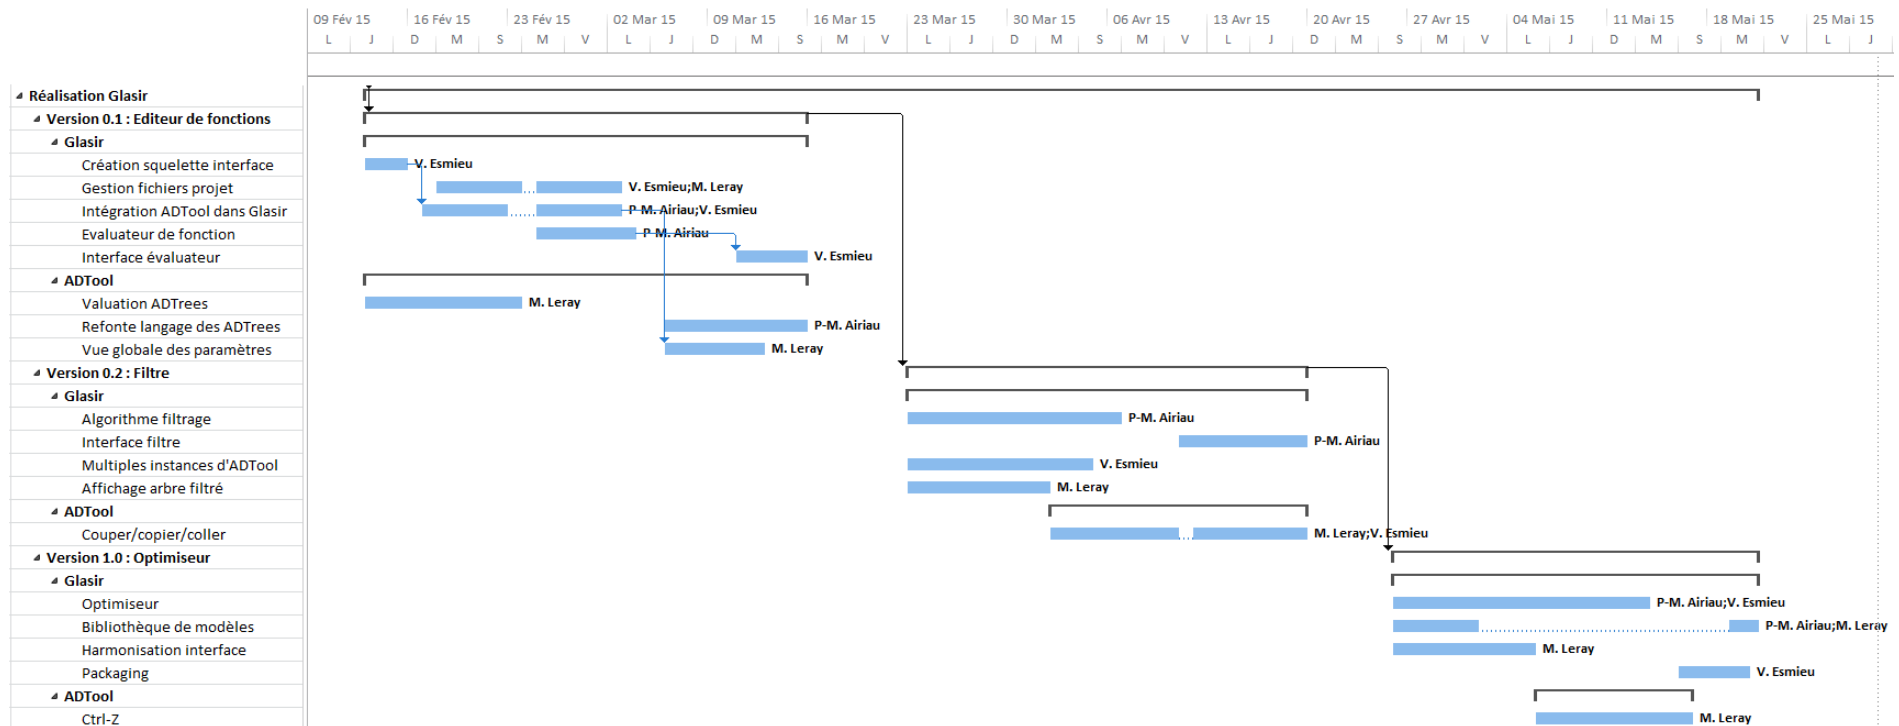 09 Fév 15 16 Fév 15 23 Fév 15 02 Mar 15 09 Mar 15 16 Mar 15 23 Mar 15 30 Mar 15 06 Avr 15 13 Avr 15 20 Avr 15 27 Avr 15 04 Mai 15 11 Mai 15 18 Mai 15 25 Mai 15
L J D M S M V L J D M S M V L J D M S M V L J D M S M V L J D M S M V L J
Réalisation Glasir
Version 0.1 : Editeur de fonctions
Glasir
Création squelette interface V. Esmieu
Gestion fichiers projet V. Esmieu;M. Leray
Intégration ADTool dans Glasir P-M. Airiau;V. Esmieu
Evaluateur de fonction P-M. Airiau
Interface évaluateur V. Esmieu
ADTool
Valuation ADTrees M. Leray
Refonte langage des ADTrees P-M. Airiau
Vue globale des paramètres M. Leray
Version 0.2 : Filtre
Glasir
Algorithme filtrage P-M. Airiau
Interface filtre P-M. Airiau
Multiples instances d'ADTool V. Esmieu
Affichage arbre filtré M. Leray
ADTool
Couper/copier/coller M. Leray;V. Esmieu
Version 1.0 : Optimiseur
Glasir
Optimiseur P-M. Airiau;V. Esmieu
Bibliothèque de modèles P-M. Airiau;M. Leray
Harmonisation interface M. Leray
Packaging V. Esmieu
ADTool
Ctrl-Z M. Leray